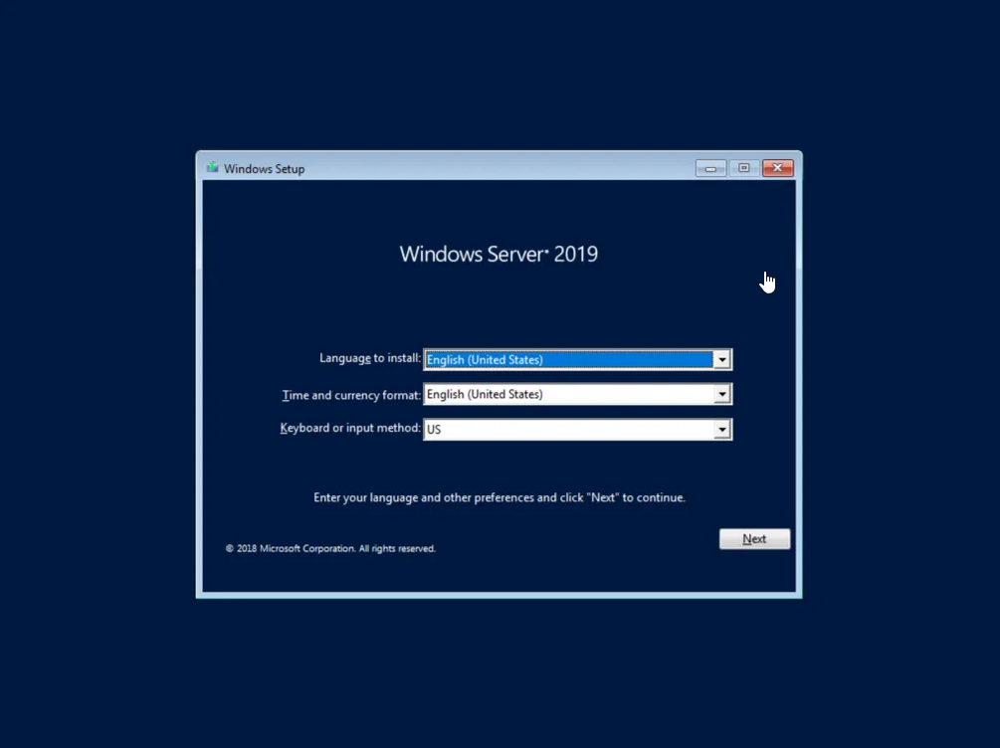 Windows Setup
Windows Server® 2019
Language to install: English (United States)
Time and currency format: English (United States)
Keyboard or input method: US
Enter your language and other preferences and click "Next" to continue.
Next
© 2018 Microsoft Corporation. All rights reserved.